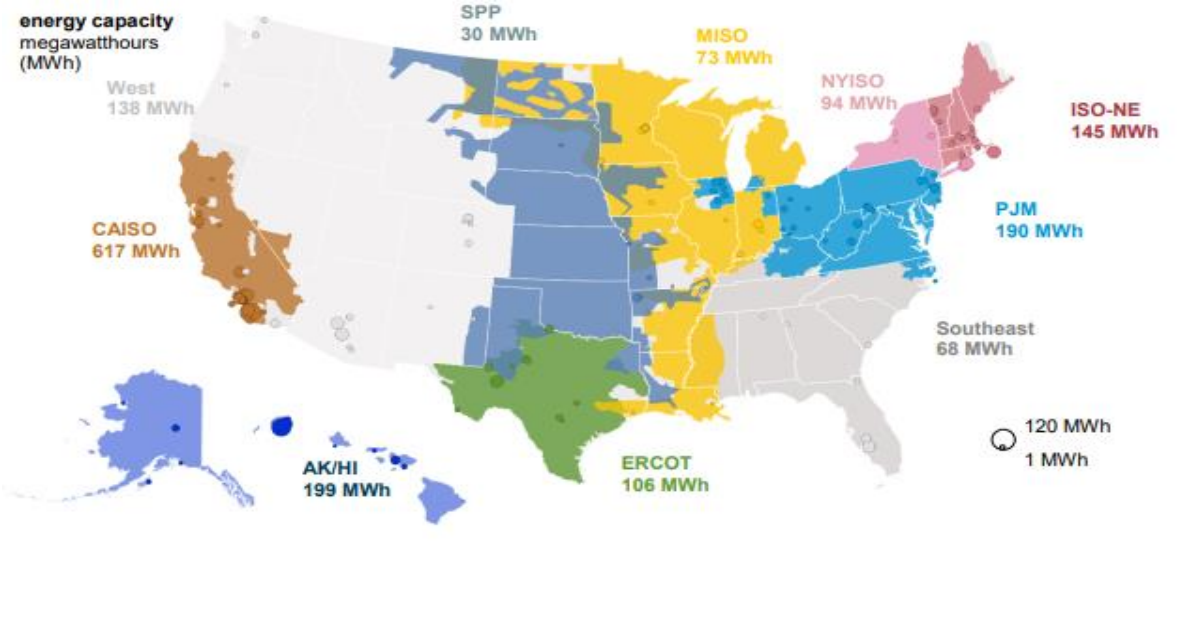 energy capacity
megawatthours
(MWh)
SPP
30 MWh
MISO
73 MWh
West
138 MWh
NYISO
94 MWh
ISO-NE
145 MWh
CAISO
617 MWh
PJM
190 MWh
Southeast
68 MWh
120 MWh
1 MWh
AK/HI
199 MWh
ERCOT
106 MWh